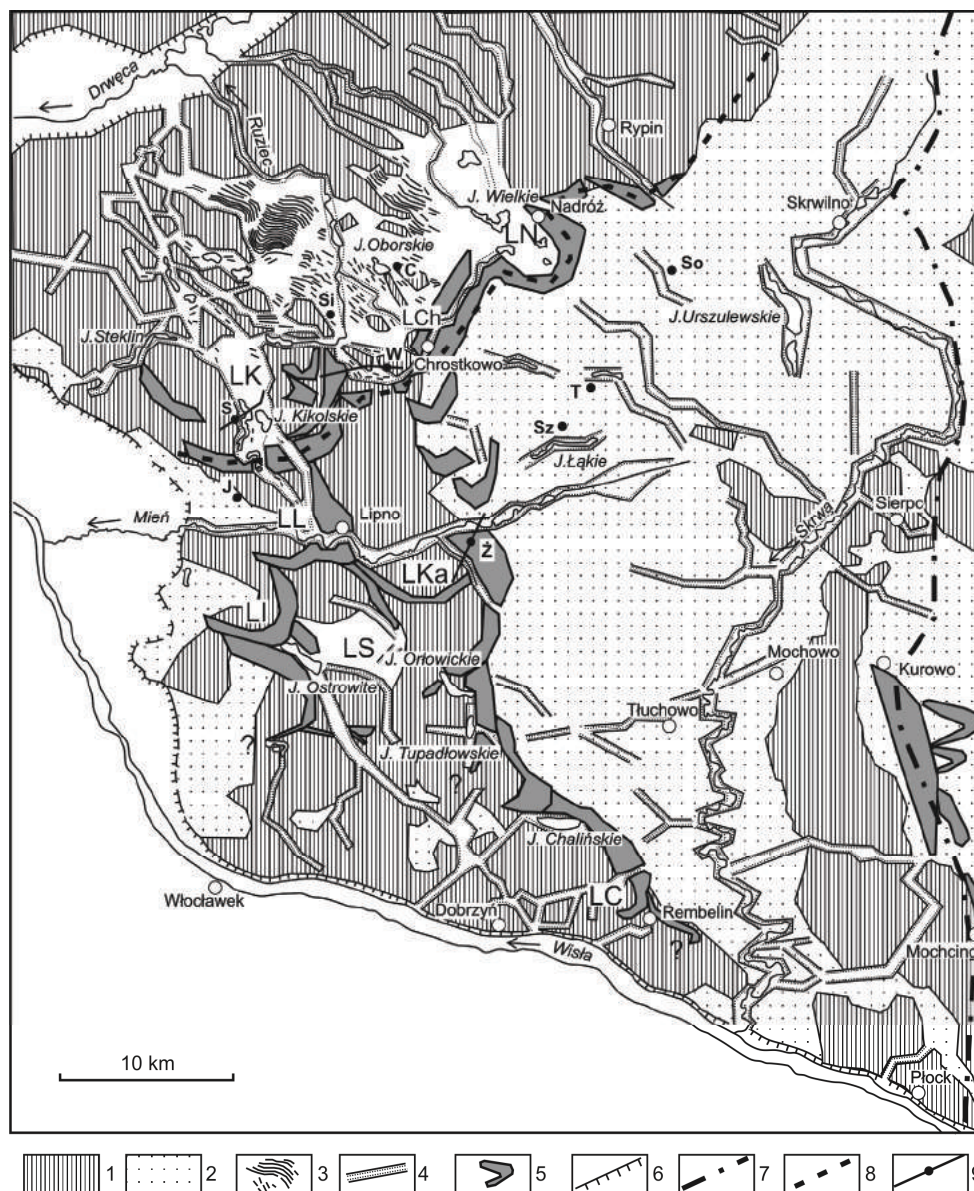 Drwęca
Ruziec
Rypin
J. Wielkie
Nadróż
Skrwilno
LN
J.Oborskie
C
So
J.Urszulewskie
Si
LCh
J.Steklin
W
Chrostkowo
LK
T
S
J. Kikolskie
Sz
J.Łąkie
J
Sierpc
Mień
LL
Lipno
Skrwa
Ż
LKa
LI
LS
J. Orłowickie
Mochowo
Kurowo
J. Ostrowite
Tłuchowo
?
J. Tupadłowskie
?
J. Chalińskie
Włocławek
LC
Dobrzyń
Rembelin
?
Wisła
Mochcino
10 km
Płock
1 2 3 4 5 6 7 8 9